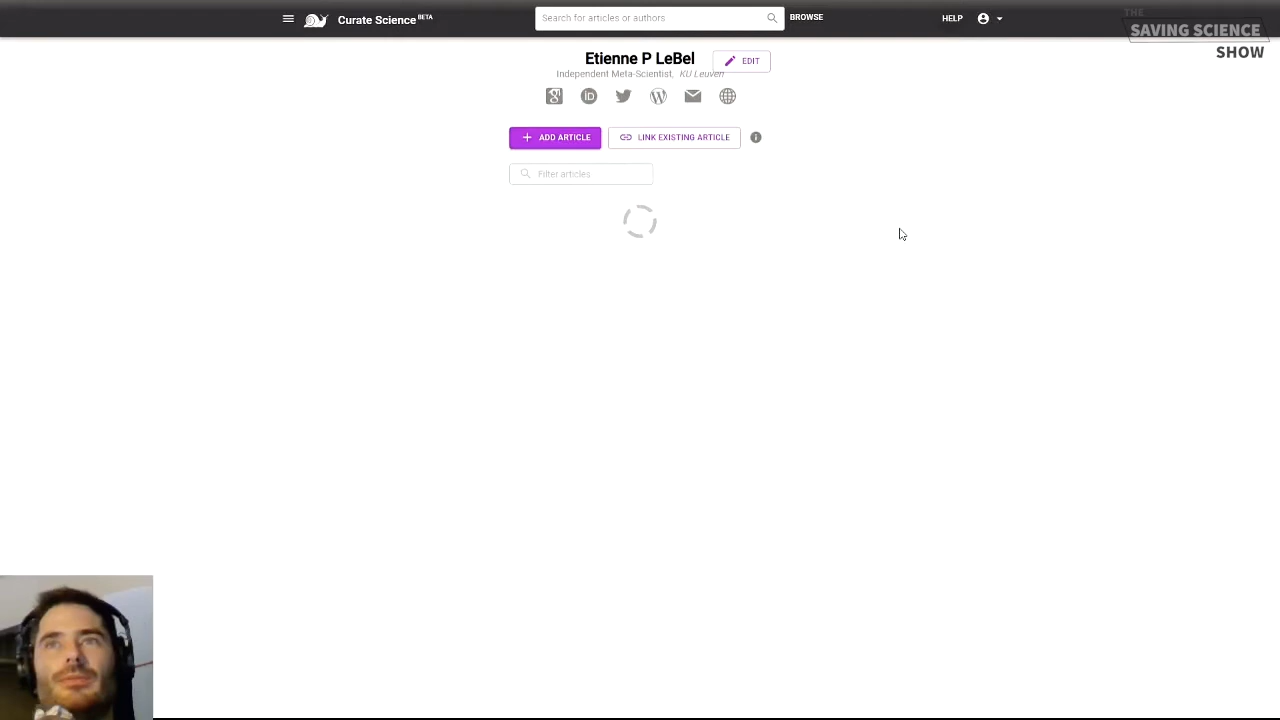 Curate Science BETA
Search for articles or authors
BROWSE
HELP
THE
SAVING SCIENCE
SHOW
Etienne P LeBel
EDIT
Independent Meta-Scientist, KU Leuven
ADD ARTICLE
LINK EXISTING ARTICLE
Filter articles